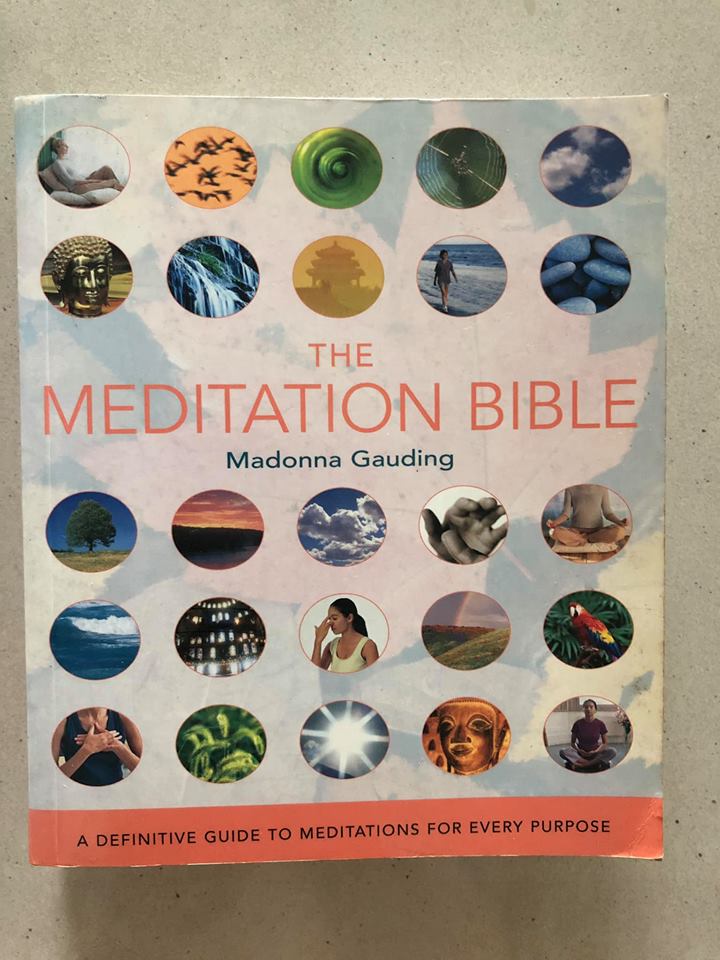 THE
MEDITATION BIBLE
Madonna Gauding
A DEFINITIVE GUIDE TO MEDITATIONS FOR EVERY PURPOSE